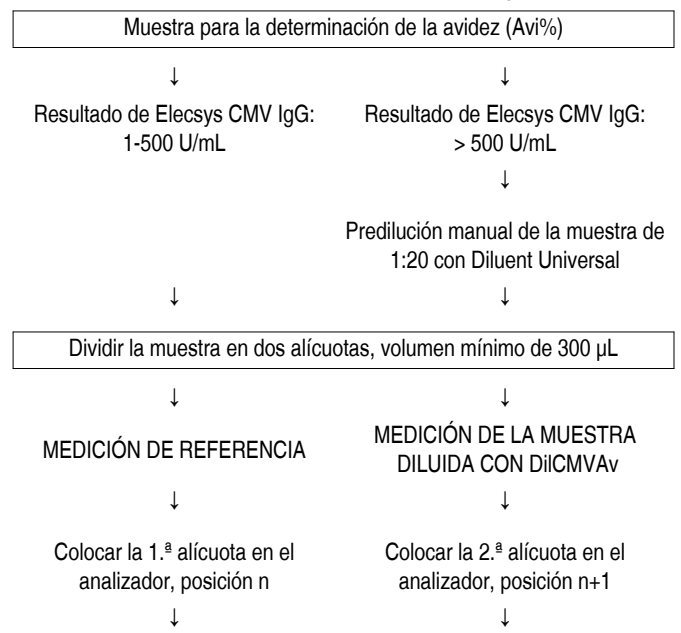 Muestra para la determinación de la avidez (Avi%)
↓ ↓
Resultado de Elecsys CMV IgG: Resultado de Elecsys CMV IgG:
1-500 U/mL > 500 U/mL
↓
Predilución manual de la muestra de
1:20 con Diluent Universal
↓ ↓
Dividir la muestra en dos alícuotas, volumen mínimo de 300 µL
↓ ↓
MEDICIÓN DE REFERENCIA
MEDICIÓN DE LA MUESTRA
DILUIDA CON DilCMVAv
↓ ↓
Colocar la 1.ª alícuota en el Colocar la 2.ª alícuota en el
analizador, posición n analizador, posición n+1
↓ ↓